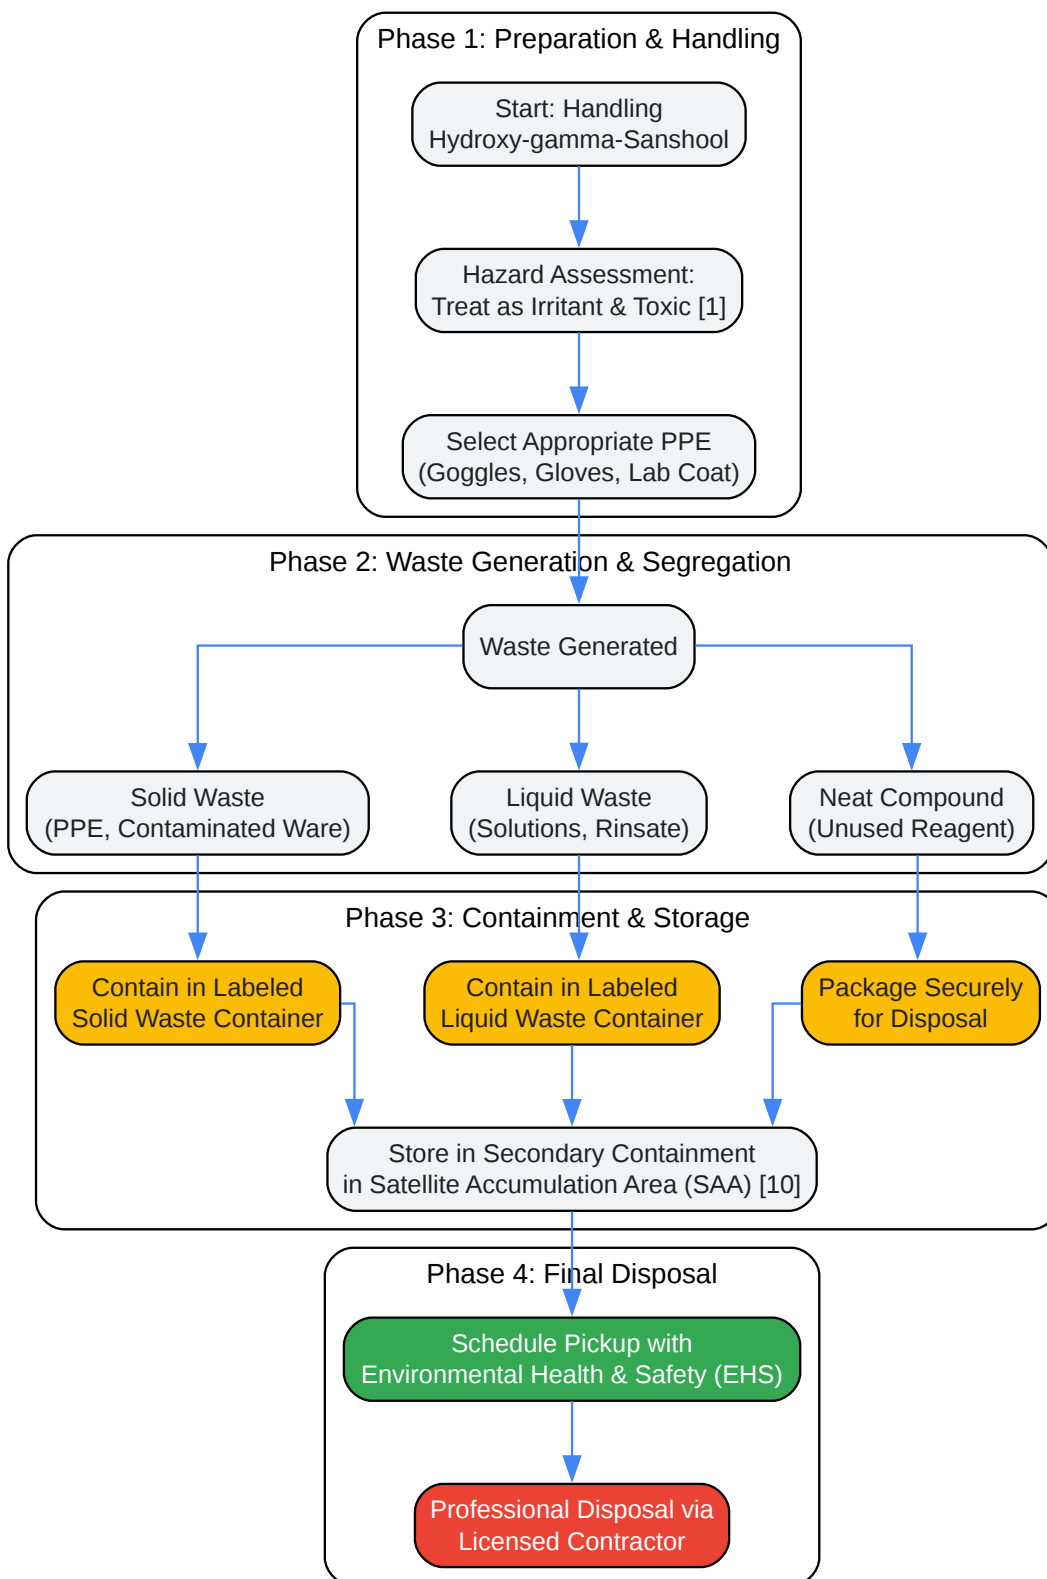 Phase 1: Preparation & Handling
Start: Handling
Hydroxy-gamma-Sanshool
Hazard Assessment:
Treat as Irritant & Toxic [1]
Select Appropriate PPE
(Goggles, Gloves, Lab Coat)
Phase 2: Waste Generation & Segregation
Waste Generated
Solid Waste
(PPE, Contaminated Ware)
Liquid Waste
(Solutions, Rinsate)
Neat Compound
(Unused Reagent)
Phase 3: Containment & Storage
Contain in Labeled
Solid Waste Container
Contain in Labeled
Liquid Waste Container
Package Securely
for Disposal
Store in Secondary Containment
in Satellite Accumulation Area (SAA) [10]
Phase 4: Final Disposal
Schedule Pickup with
Environmental Health & Safety (EHS)
Professional Disposal via
Licensed Contractor